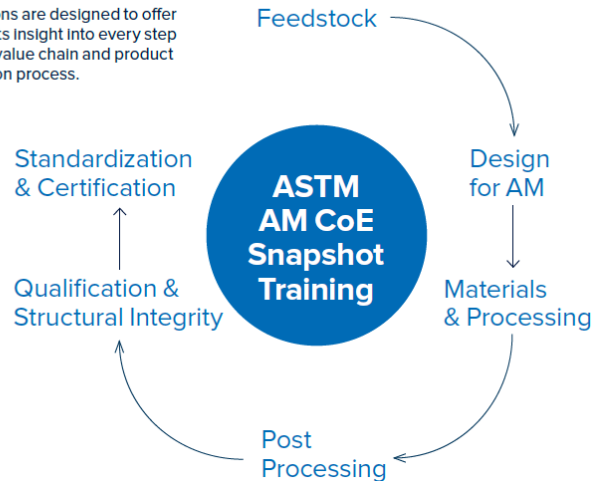 ons are designed to offer
ts insight into every step
value chain and product
on process.
Feedstock
Design
for AM
Materials
& Processing
Post
Processing
Qualification &
Structural Integrity
Standardization
& Certification
ASTM
AM CoE
Snapshot
Training